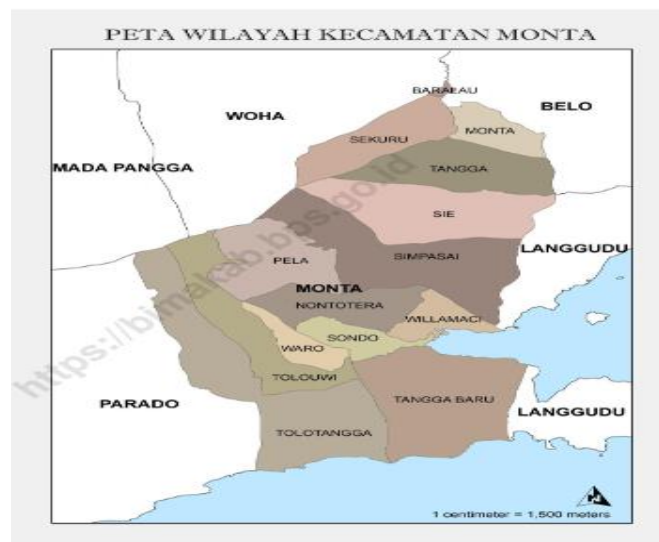 PETA WILAYAH KECAMATAN MONTA
BARALAU
WOHA
BELO
MONTA
SEKURU
MADA PANGGA
TANGGA
SIE
LANGGUDU
SIMPASAI
PELA
MONTA
NONTOTERA
WILLAMACI
SONDO
WARO
TOLOUWI
PARADO
TANGGA BARU
LANGGUDU
TOLOTANGGA
1 centimeter = 1,500 meters
https://bimakab.bps.go.id